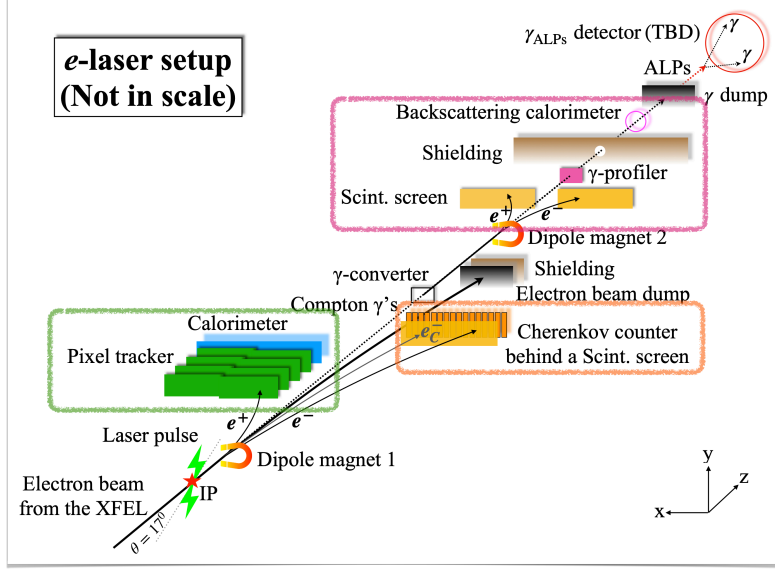 e-laser setup
(Not in scale)
γALPs detector (TBD)
γ
γ
ALPs
γ dump
Backscattering calorimeter
Shielding
γ-profiler
Scint. screen
e+
e−
Dipole magnet 2
γ-converter
Shielding
Compton γ's
Electron beam dump
Calorimeter
e−C
Cherenkov counter
behind a Scint. screen
Pixel tracker
e+
e−
Laser pulse
Dipole magnet 1
Electron beam
from the XFEL
IP
θ = 17⁰
y
z
x